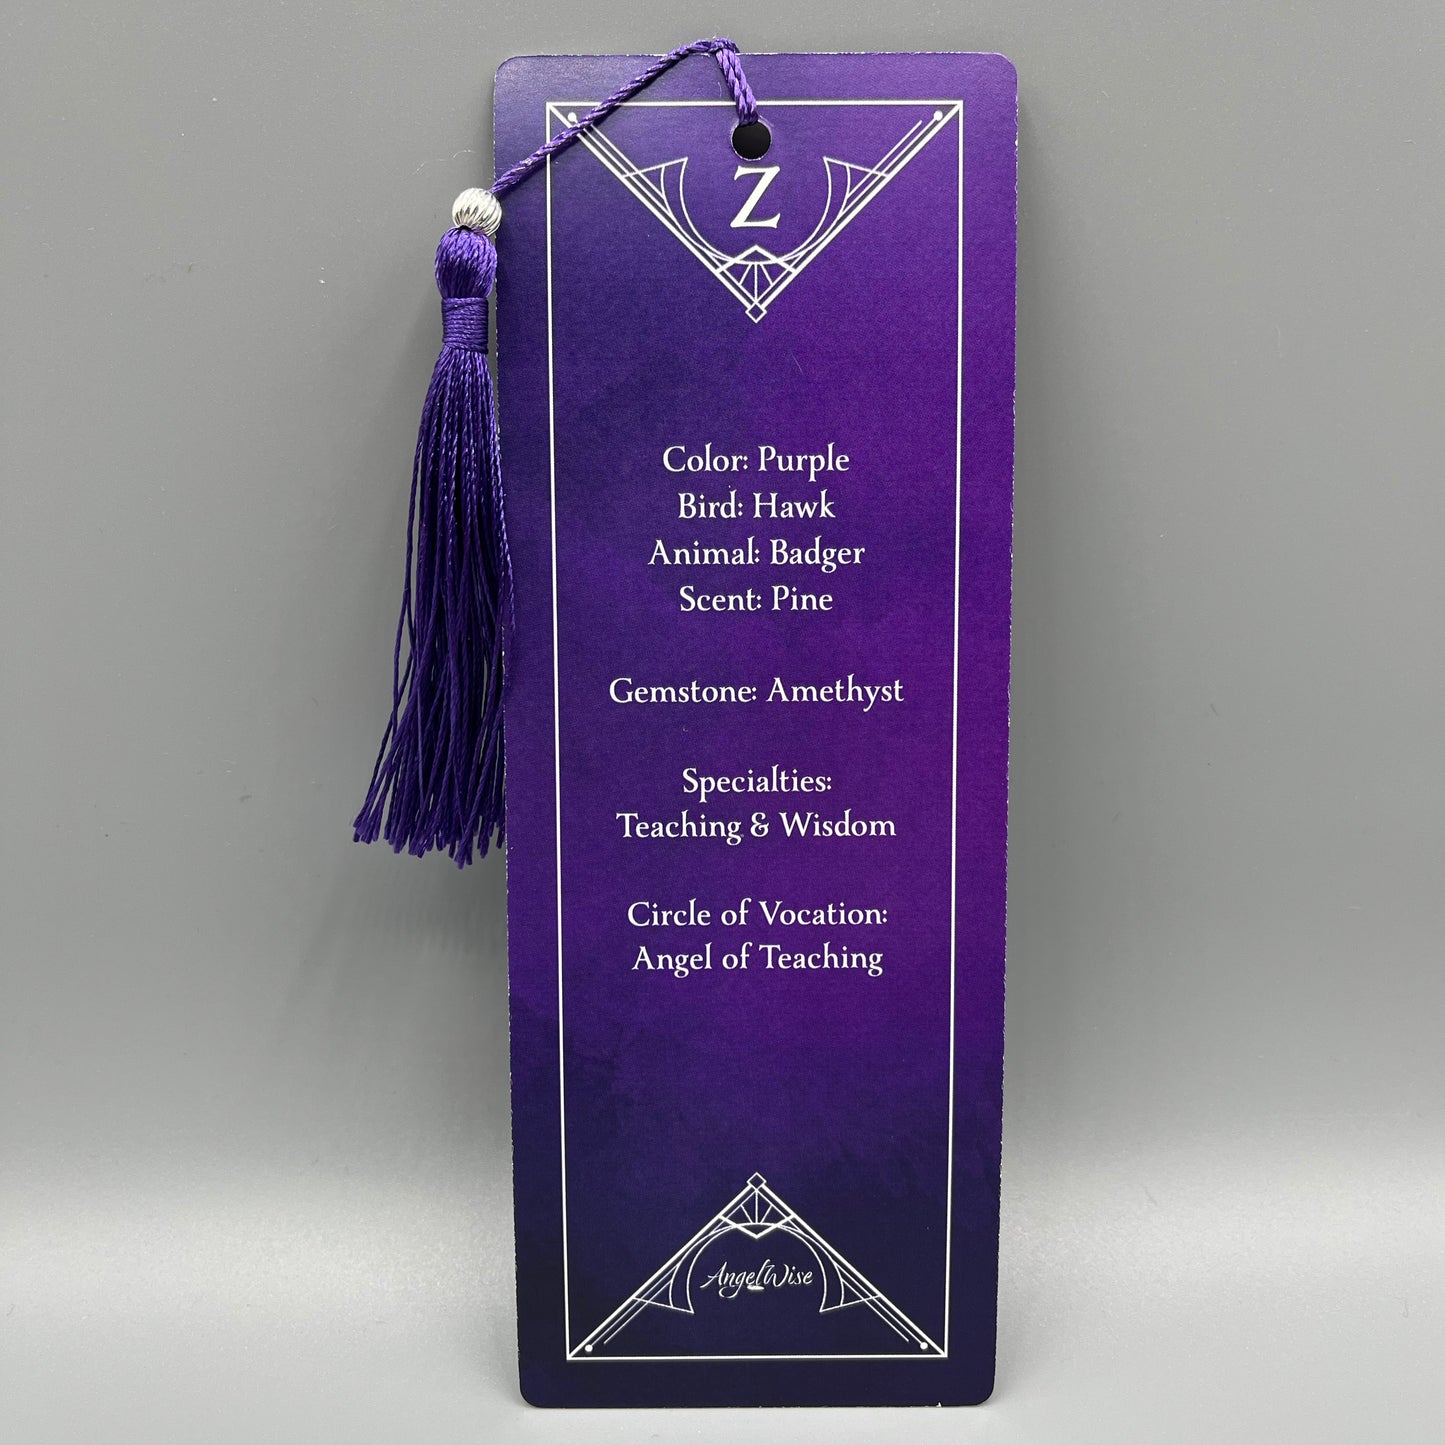 Z
Color: Purple
Bird: Hawk
Animal: Badger
Scent: Pine
Gemstone: Amethyst
Specialties:
Teaching & Wisdom
Circle of Vocation:
Angel of Teaching
AngelWise